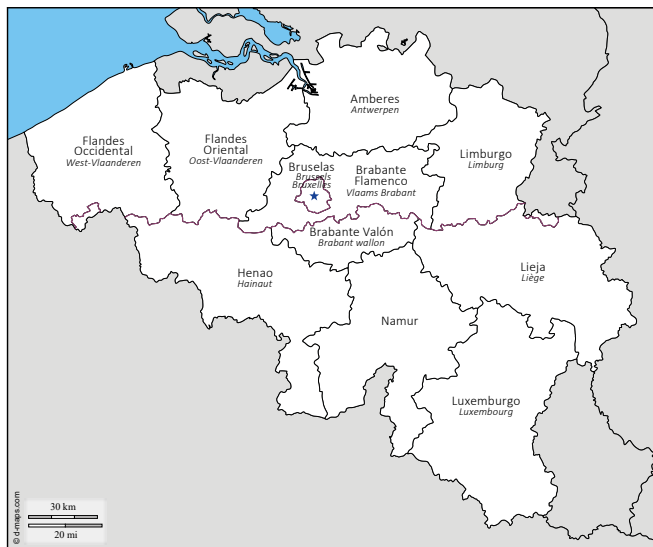 Amberes
Antwerpen
Flandes
Occidental
West-Vlaanderen
Flandes
Oriental
Oost-Vlaanderen
Limburgo
Limburg
Bruselas
Brussels
Bruxelles
Brabante
Flamenco
Vlaams Brabant
Brabante Valón
Brabant wallon
Henao
Hainaut
Lieja
Liège
Namur
Luxemburgo
Luxembourg
© d-maps.com
30 km
20 mi